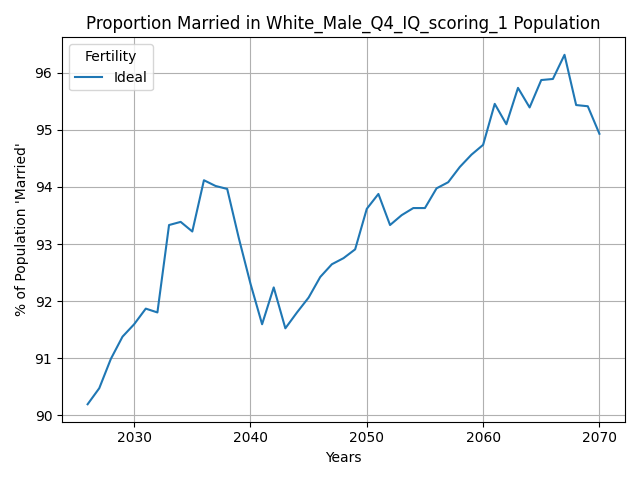 Proportion Married in White_Male_Q4_IQ_scoring_1 Population
Fertility
Ideal
% of Population 'Married'
96
95
94
93
92
91
90
2030
2040
2050
2060
2070
Years